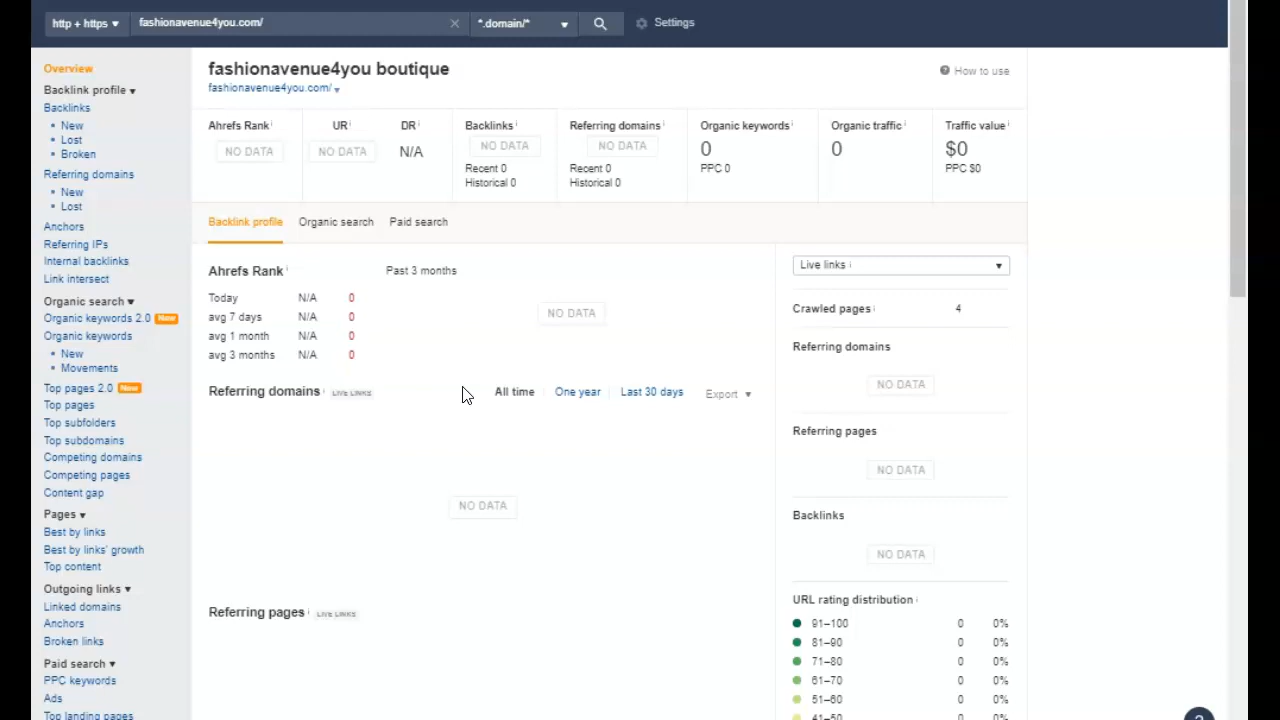 http + https ▾ fashionavenue4you.com/ × *.domain/* ▾ Settings
Overview
Backlink profile ▾
Backlinks
New
Lost
Broken
Referring domains
New
Lost
Anchors
Referring IPs
Internal backlinks
Link intersect
Organic search ▾
Organic keywords 2.0 New
Organic keywords
New
Movements
Top pages 2.0 New
Top pages
Top subfolders
Top subdomains
Competing domains
Competing pages
Content gap
Pages ▾
Best by links
Best by links' growth
Top content
Outgoing links ▾
Linked domains
Anchors
Broken links
Paid search ▾
PPC keywords
Ads
Top landing pages
fashionavenue4you boutique
fashionavenue4you.com/ ▾
? How to use
Ahrefs Rank i
NO DATA
UR i
NO DATA
DR i
N/A
Backlinks i
NO DATA
Recent 0
Historical 0
Referring domains i
NO DATA
Recent 0
Historical 0
Organic keywords i
0
PPC 0
Organic traffic i
0
Traffic value i
$0
PPC $0
Backlink profile Organic search Paid search
Ahrefs Rank i Past 3 months
Today N/A 0
avg 7 days N/A 0
avg 1 month N/A 0
avg 3 months N/A 0
NO DATA
Referring domains i LIVE LINKS All time One year Last 30 days Export ▾
NO DATA
Referring pages i LIVE LINKS
Live links i ▾
Crawled pages i 4
Referring domains
NO DATA
Referring pages
NO DATA
Backlinks
NO DATA
URL rating distribution i
91–100 0 0%
81–90 0 0%
71–80 0 0%
61–70 0 0%
51–60 0 0%
41–50 0 0%
?